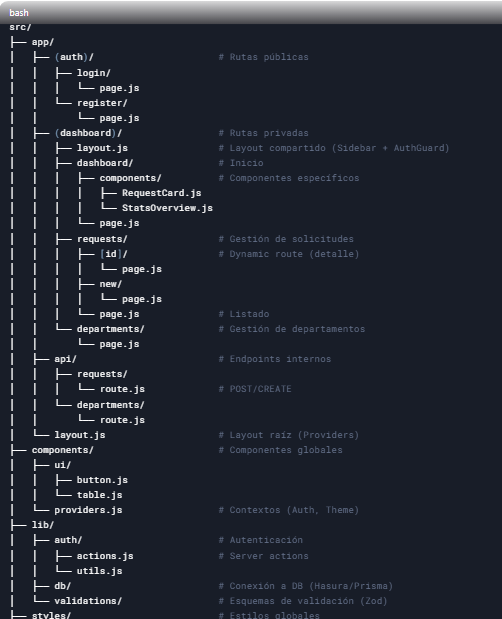 bash
src/
├── app/
│   ├── (auth)/                # Rutas públicas
│   │   ├── login/
│   │   │   └── page.js
│   │   └── register/
│   │       └── page.js
│   ├── (dashboard)/           # Rutas privadas
│   │   ├── layout.js          # Layout compartido (Sidebar + AuthGuard)
│   │   ├── dashboard/         # Inicio
│   │   │   ├── components/    # Componentes específicos
│   │   │   │   ├── RequestCard.js
│   │   │   │   └── StatsOverview.js
│   │   │   └── page.js
│   │   ├── requests/          # Gestión de solicitudes
│   │   │   ├── [id]/          # Dynamic route (detalle)
│   │   │   │   └── page.js
│   │   │   ├── new/
│   │   │   │   └── page.js
│   │   │   └── page.js        # Listado
│   │   └── departments/       # Gestión de departamentos
│   │       └── page.js
│   ├── api/                   # Endpoints internos
│   │   ├── requests/
│   │   │   └── route.js       # POST/CREATE
│   │   └── departments/
│   │       └── route.js
│   └── layout.js              # Layout raíz (Providers)
├── components/                # Componentes globales
│   ├── ui/
│   │   ├── button.js
│   │   └── table.js
│   └── providers.js           # Contextos (Auth, Theme)
├── lib/
│   ├── auth/                  # Autenticación
│   │   ├── actions.js         # Server actions
│   │   └── utils.js
│   ├── db/                    # Conexión a DB (Hasura/Prisma)
│   └── validations/           # Esquemas de validación (Zod)
├── styles/                    # Estilos globales